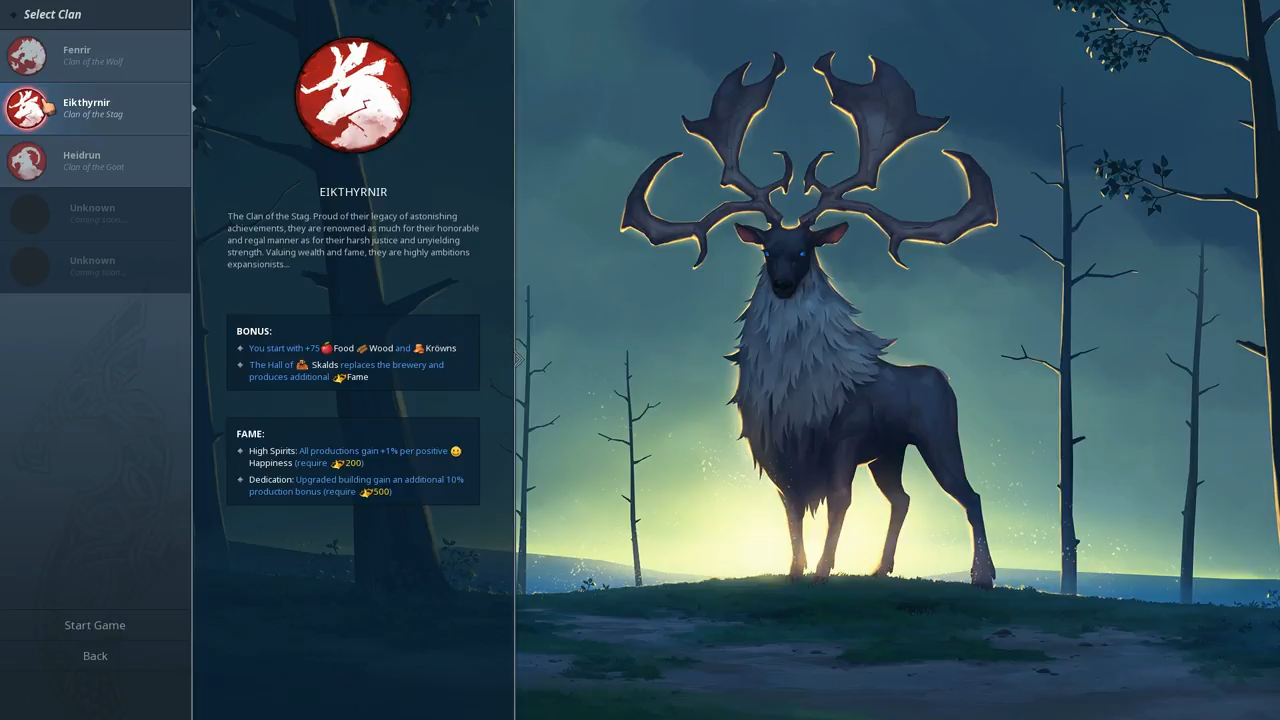 Select Clan
Fenrir
Clan of the Wolf
Eikthyrnir
Clan of the Stag
Heidrun
Clan of the Goat
Unknown
Coming soon...
Unknown
Coming soon...
Start Game
Back
EIKTHYRNIR
The Clan of the Stag. Proud of their legacy of astonishing
achievements, they are renowned as much for their honorable
and regal manner as for their harsh justice and unyielding
strength. Valuing wealth and fame, they are highly ambitions
expansionists...
BONUS:
You start with +75 Food Wood and Kröwns
The Hall of Skalds replaces the brewery and
produces additional Fame
FAME:
High Spirits: All productions gain +1% per positive
Happiness (require 200)
Dedication: Upgraded building gain an additional 10%
production bonus (require 500)